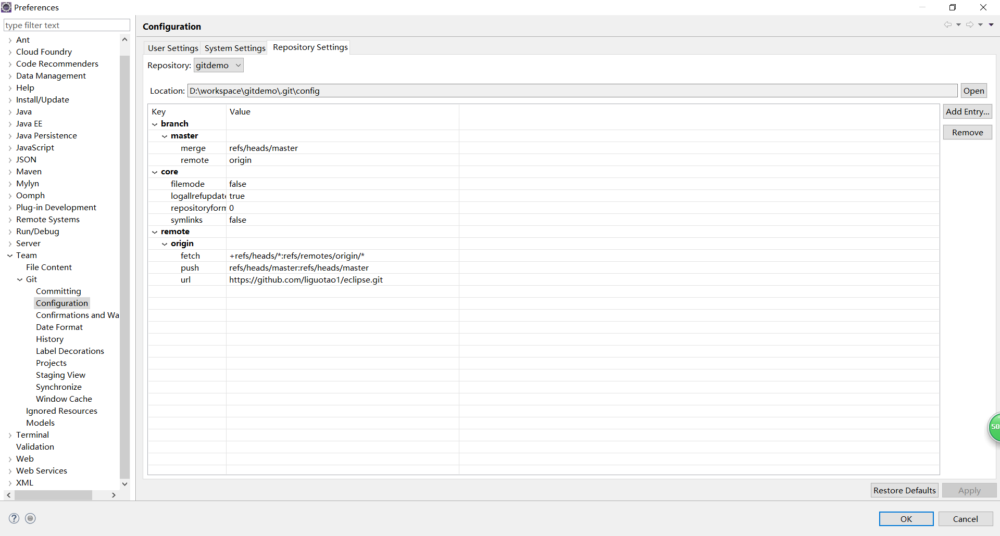 Preferences
type filter text
Ant
Cloud Foundry
Code Recommenders
Data Management
Help
Install/Update
Java
Java EE
Java Persistence
JavaScript
JSON
Maven
Mylyn
Oomph
Plug-in Development
Remote Systems
Run/Debug
Server
Team
File Content
Git
Committing
Configuration
Confirmations and Wa
Date Format
History
Label Decorations
Projects
Staging View
Synchronize
Window Cache
Ignored Resources
Models
Terminal
Validation
Web
Web Services
XML
Configuration
User Settings System Settings Repository Settings
Repository: gitdemo
Location: D:\workspace\gitdemo\.git\config Open
Key Value Add Entry...
branch
master Remove
merge refs/heads/master
remote origin
core
filemode false
logallrefupdate true
repositoryform 0
symlinks false
remote
origin
fetch +refs/heads/*:refs/remotes/origin/*
push refs/heads/master:refs/heads/master
url https://github.com/liguotao1/eclipse.git
50
Restore Defaults Apply
? OK Cancel